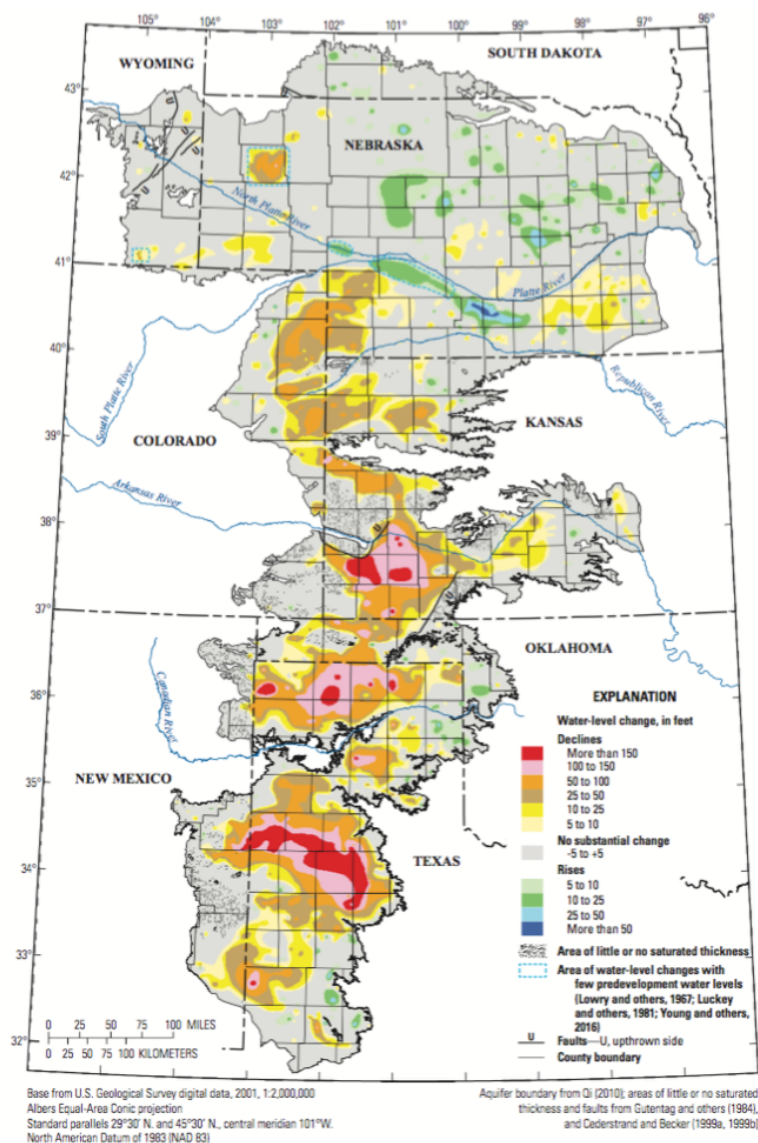 105° 104° 103° 102° 101° 100° 99° 98° 97° 96°
WYOMING
SOUTH DAKOTA
43°
NEBRASKA
42°
North Platte River
41°
Platte River
40°
South Platte River
Republican River
39°
COLORADO
KANSAS
Arkansas River
38°
37°
OKLAHOMA
36°
Canadian River
35°
NEW MEXICO
TEXAS
34°
33°
32°
U
U
U
U
U
U
EXPLANATION
Water-level change, in feet
Declines
More than 150
100 to 150
50 to 100
25 to 50
10 to 25
5 to 10
No substantial change
-5 to +5
Rises
5 to 10
10 to 25
25 to 50
More than 50
Area of little or no saturated thickness
Area of water-level changes with
few predevelopment water levels
(Lowry and others, 1967; Luckey
and others, 1981; Young and others,
2016)
U
Faults—U, upthrown side
County boundary
0 25 50 75 100 MILES
0 25 50 75 100 KILOMETERS
Base from U.S. Geological Survey digital data, 2001, 1:2,000,000
Albers Equal-Area Conic projection
Standard parallels 29°30' N. and 45°30' N., central meridian 101°W.
North American Datum of 1983 (NAD 83)
Aquifer boundary from Qi (2010); areas of little or no saturated
thickness and faults from Gutentag and others (1984),
and Cederstrand and Becker (1999a, 1999b)